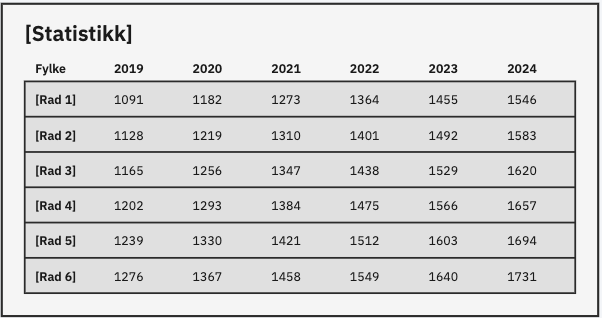 [Statistikk]
Fylke 2019 2020 2021 2022 2023 2024
[Rad 1] 1091 1182 1273 1364 1455 1546
[Rad 2] 1128 1219 1310 1401 1492 1583
[Rad 3] 1165 1256 1347 1438 1529 1620
[Rad 4] 1202 1293 1384 1475 1566 1657
[Rad 5] 1239 1330 1421 1512 1603 1694
[Rad 6] 1276 1367 1458 1549 1640 1731